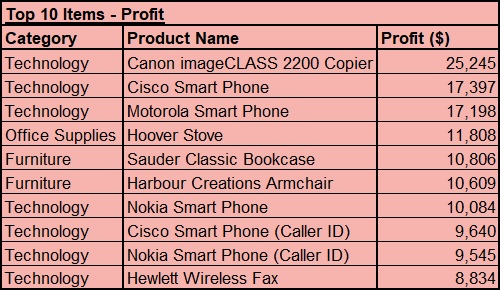 Top 10 Items - Profit
Category Product Name Profit ($)
Technology Canon imageCLASS 2200 Copier 25,245
Technology Cisco Smart Phone 17,397
Technology Motorola Smart Phone 17,198
Office Supplies Hoover Stove 11,808
Furniture Sauder Classic Bookcase 10,806
Furniture Harbour Creations Armchair 10,609
Technology Nokia Smart Phone 10,084
Technology Cisco Smart Phone (Caller ID) 9,640
Technology Nokia Smart Phone (Caller ID) 9,545
Technology Hewlett Wireless Fax 8,834